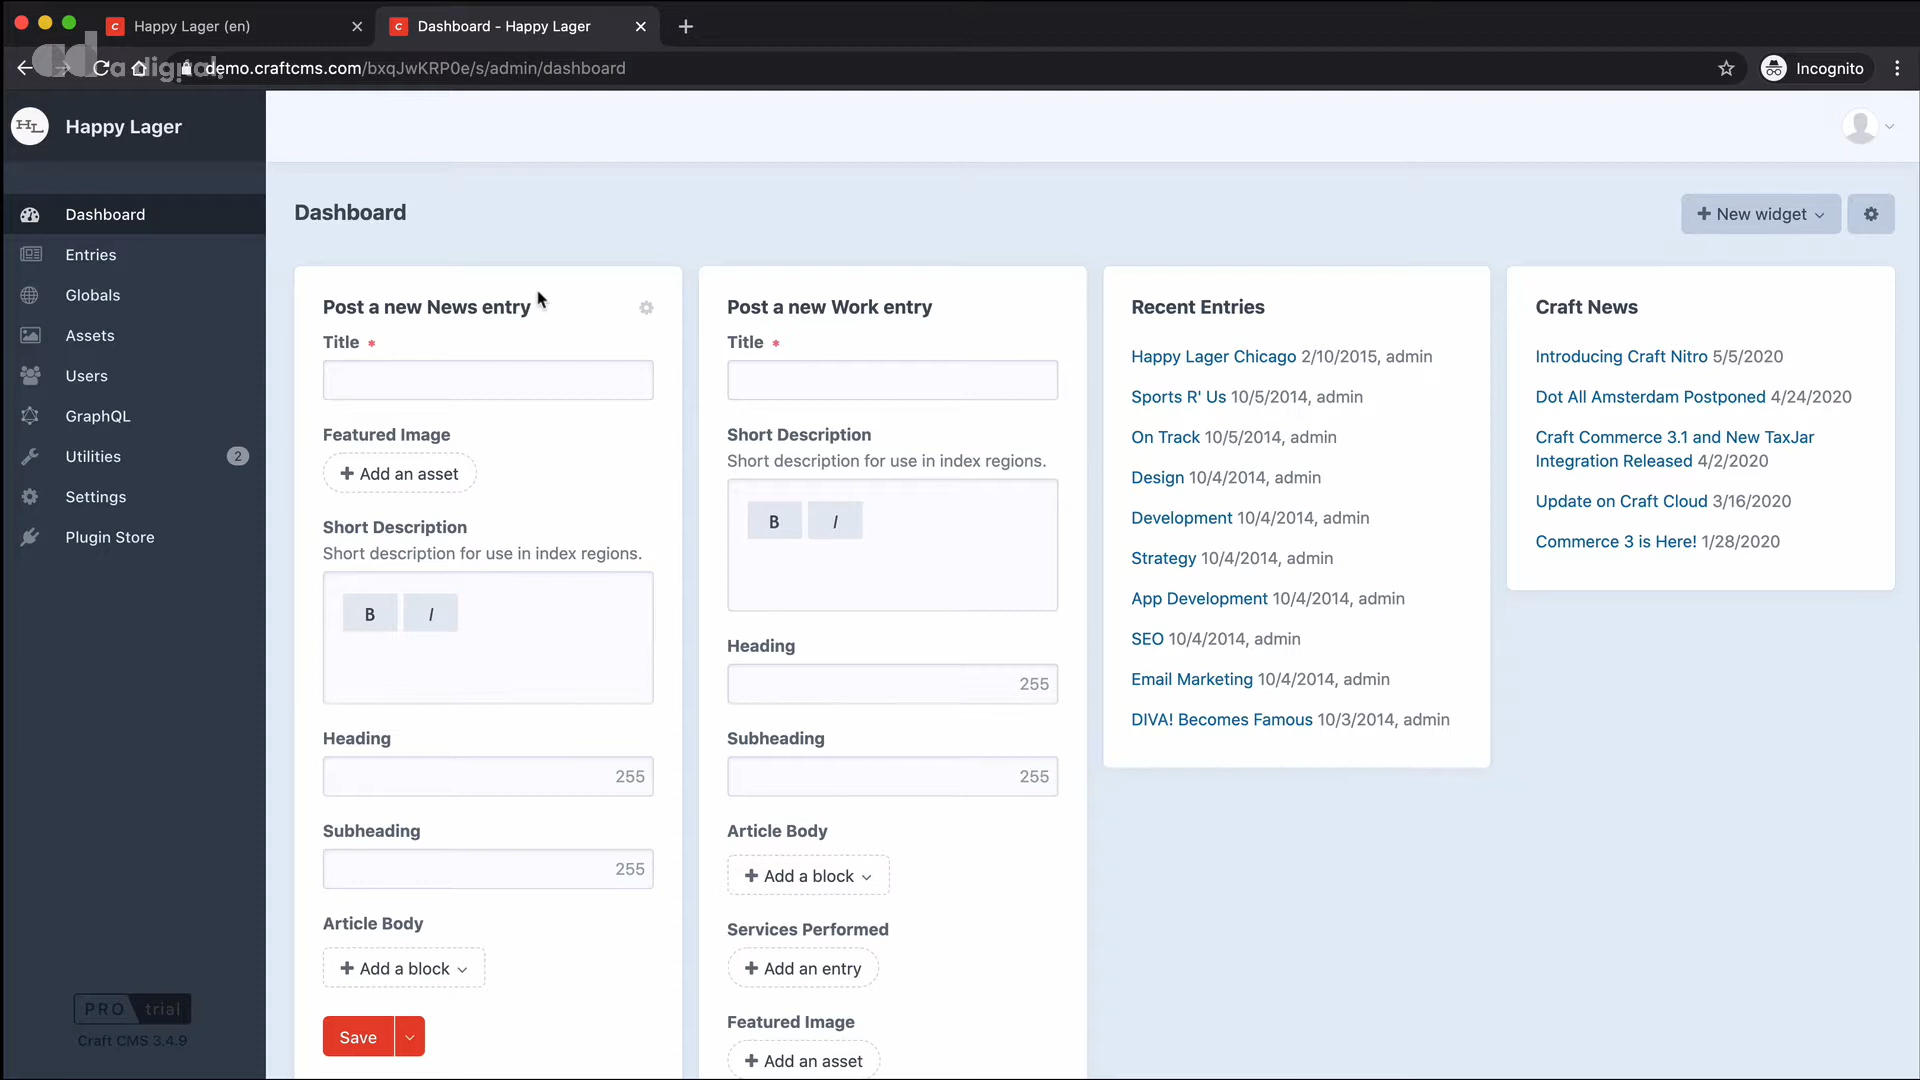 Happy Lager (en)
Dashboard - Happy Lager
a digital
demo.craftcms.com/bxqJwKRP0e/s/admin/dashboard
Incognito
HL
Happy Lager
Dashboard
Entries
Globals
Assets
Users
GraphQL
Utilities 2
Settings
Plugin Store
PRO trial
Craft CMS 3.4.9
Dashboard
New widget
Post a new News entry
Title *
Featured Image
Add an asset
Short Description
Short description for use in index regions.
B I
Heading
255
Subheading
255
Article Body
Add a block
Save
Post a new Work entry
Title *
Short Description
Short description for use in index regions.
B I
Heading
255
Subheading
255
Article Body
Add a block
Services Performed
Add an entry
Featured Image
Add an asset
Recent Entries
Happy Lager Chicago 2/10/2015, admin
Sports R' Us 10/5/2014, admin
On Track 10/5/2014, admin
Design 10/4/2014, admin
Development 10/4/2014, admin
Strategy 10/4/2014, admin
App Development 10/4/2014, admin
SEO 10/4/2014, admin
Email Marketing 10/4/2014, admin
DIVA! Becomes Famous 10/3/2014, admin
Craft News
Introducing Craft Nitro 5/5/2020
Dot All Amsterdam Postponed 4/24/2020
Craft Commerce 3.1 and New TaxJar
Integration Released 4/2/2020
Update on Craft Cloud 3/16/2020
Commerce 3 is Here! 1/28/2020